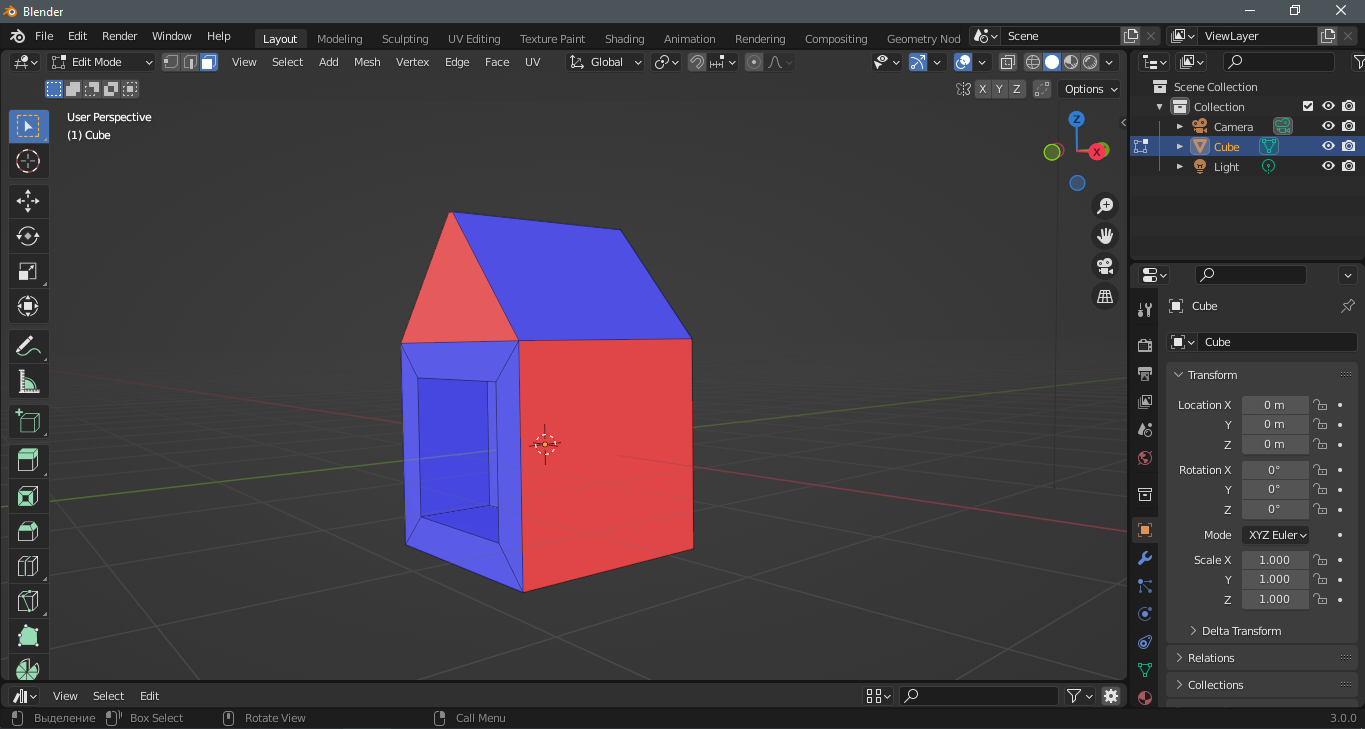 Blender
File Edit Render Window Help Layout Modeling Sculpting UV Editing Texture Paint Shading Animation Rendering Compositing Geometry Nod Scene ViewLayer
Edit Mode View Select Add Mesh Vertex Edge Face UV Global
X Y Z Options
User Perspective
(1) Cube
Z
X
Scene Collection
Collection
Camera
Cube
Light
Cube
Cube
Transform
Location X 0 m
Y 0 m
Z 0 m
Rotation X 0°
Y 0°
Z 0°
Mode XYZ Euler
Scale X 1.000
Y 1.000
Z 1.000
Delta Transform
Relations
Collections
View Select Edit
Выделение Box Select Rotate View Call Menu 3.0.0